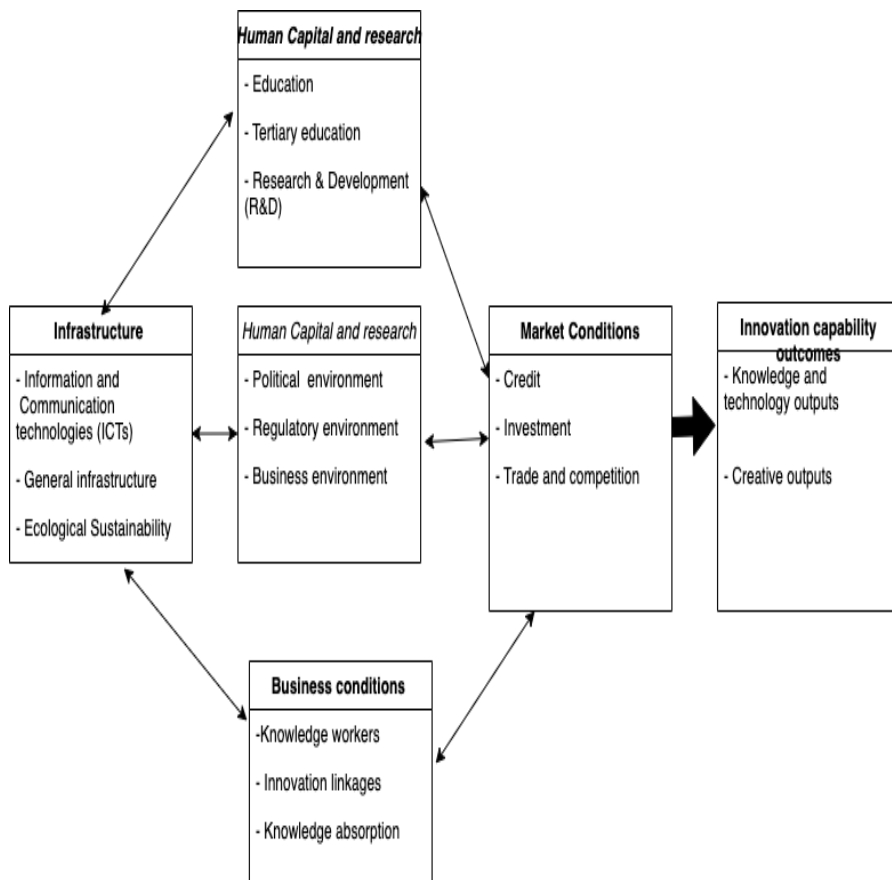 Human Capital and research
- Education
- Tertiary education
- Research & Development
(R&D)
Infrastructure
- Information and
Communication
technologies (ICTs)
- General infrastructure
- Ecological Sustainability
Human Capital and research
- Political environment
- Regulatory environment
- Business environment
Market Conditions
- Credit
- Investment
- Trade and competition
Innovation capability
outcomes
- Knowledge and
technology outputs
- Creative outputs
Business conditions
-Knowledge workers
- Innovation linkages
- Knowledge absorption